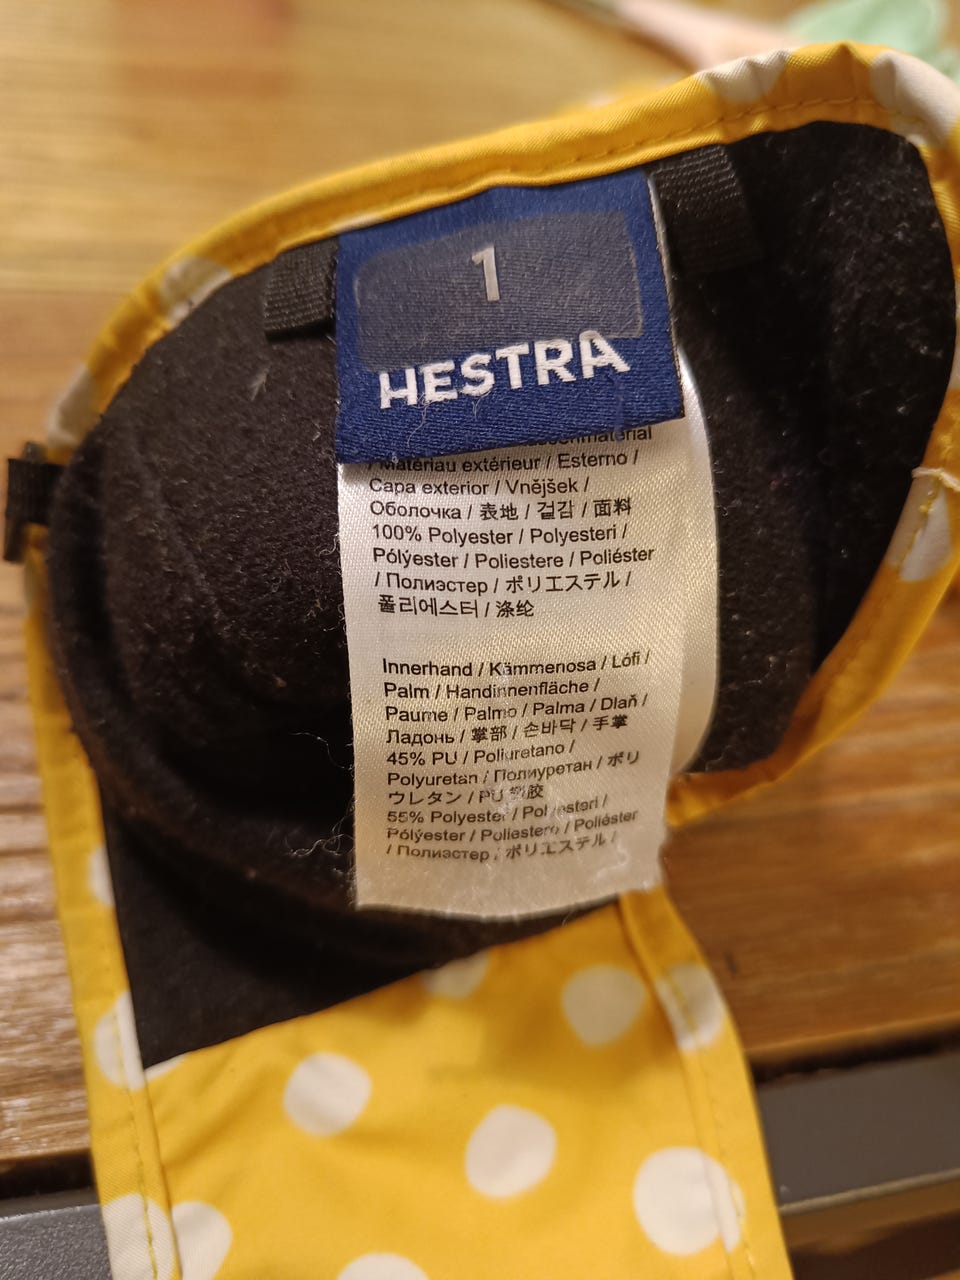 1
HESTRA
/ Matériau extérieur / Esterno /
Capa exterior / Vnějšek /
Оболочка / 表地 / 겉감 / 面料
100% Polyester / Polyesteri /
Pólýester / Poliestere / Poliéster
/ Полиэстер / ポリエステル /
폴리에스터 / 涤纶
Innerhand / Kämmenosa / Lófi /
Palm / Handinnenfläche /
Paume / Palmo / Palma / Dlaň /
Ладонь / 掌部 / 손바닥 / 手掌
45% PU / Poliuretano /
Polyuretan / Полиуретан / ポリ
ウレタン / PU
55% Polyester / Polyesteri /
Pólýester / Poliestere / Poliéster
/ Полиэстер / ポリエステル /